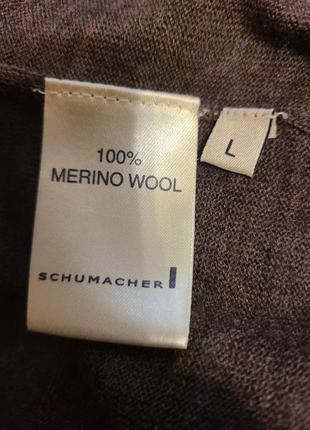 100%
MERINO WOOL
SCHUMACHER
L